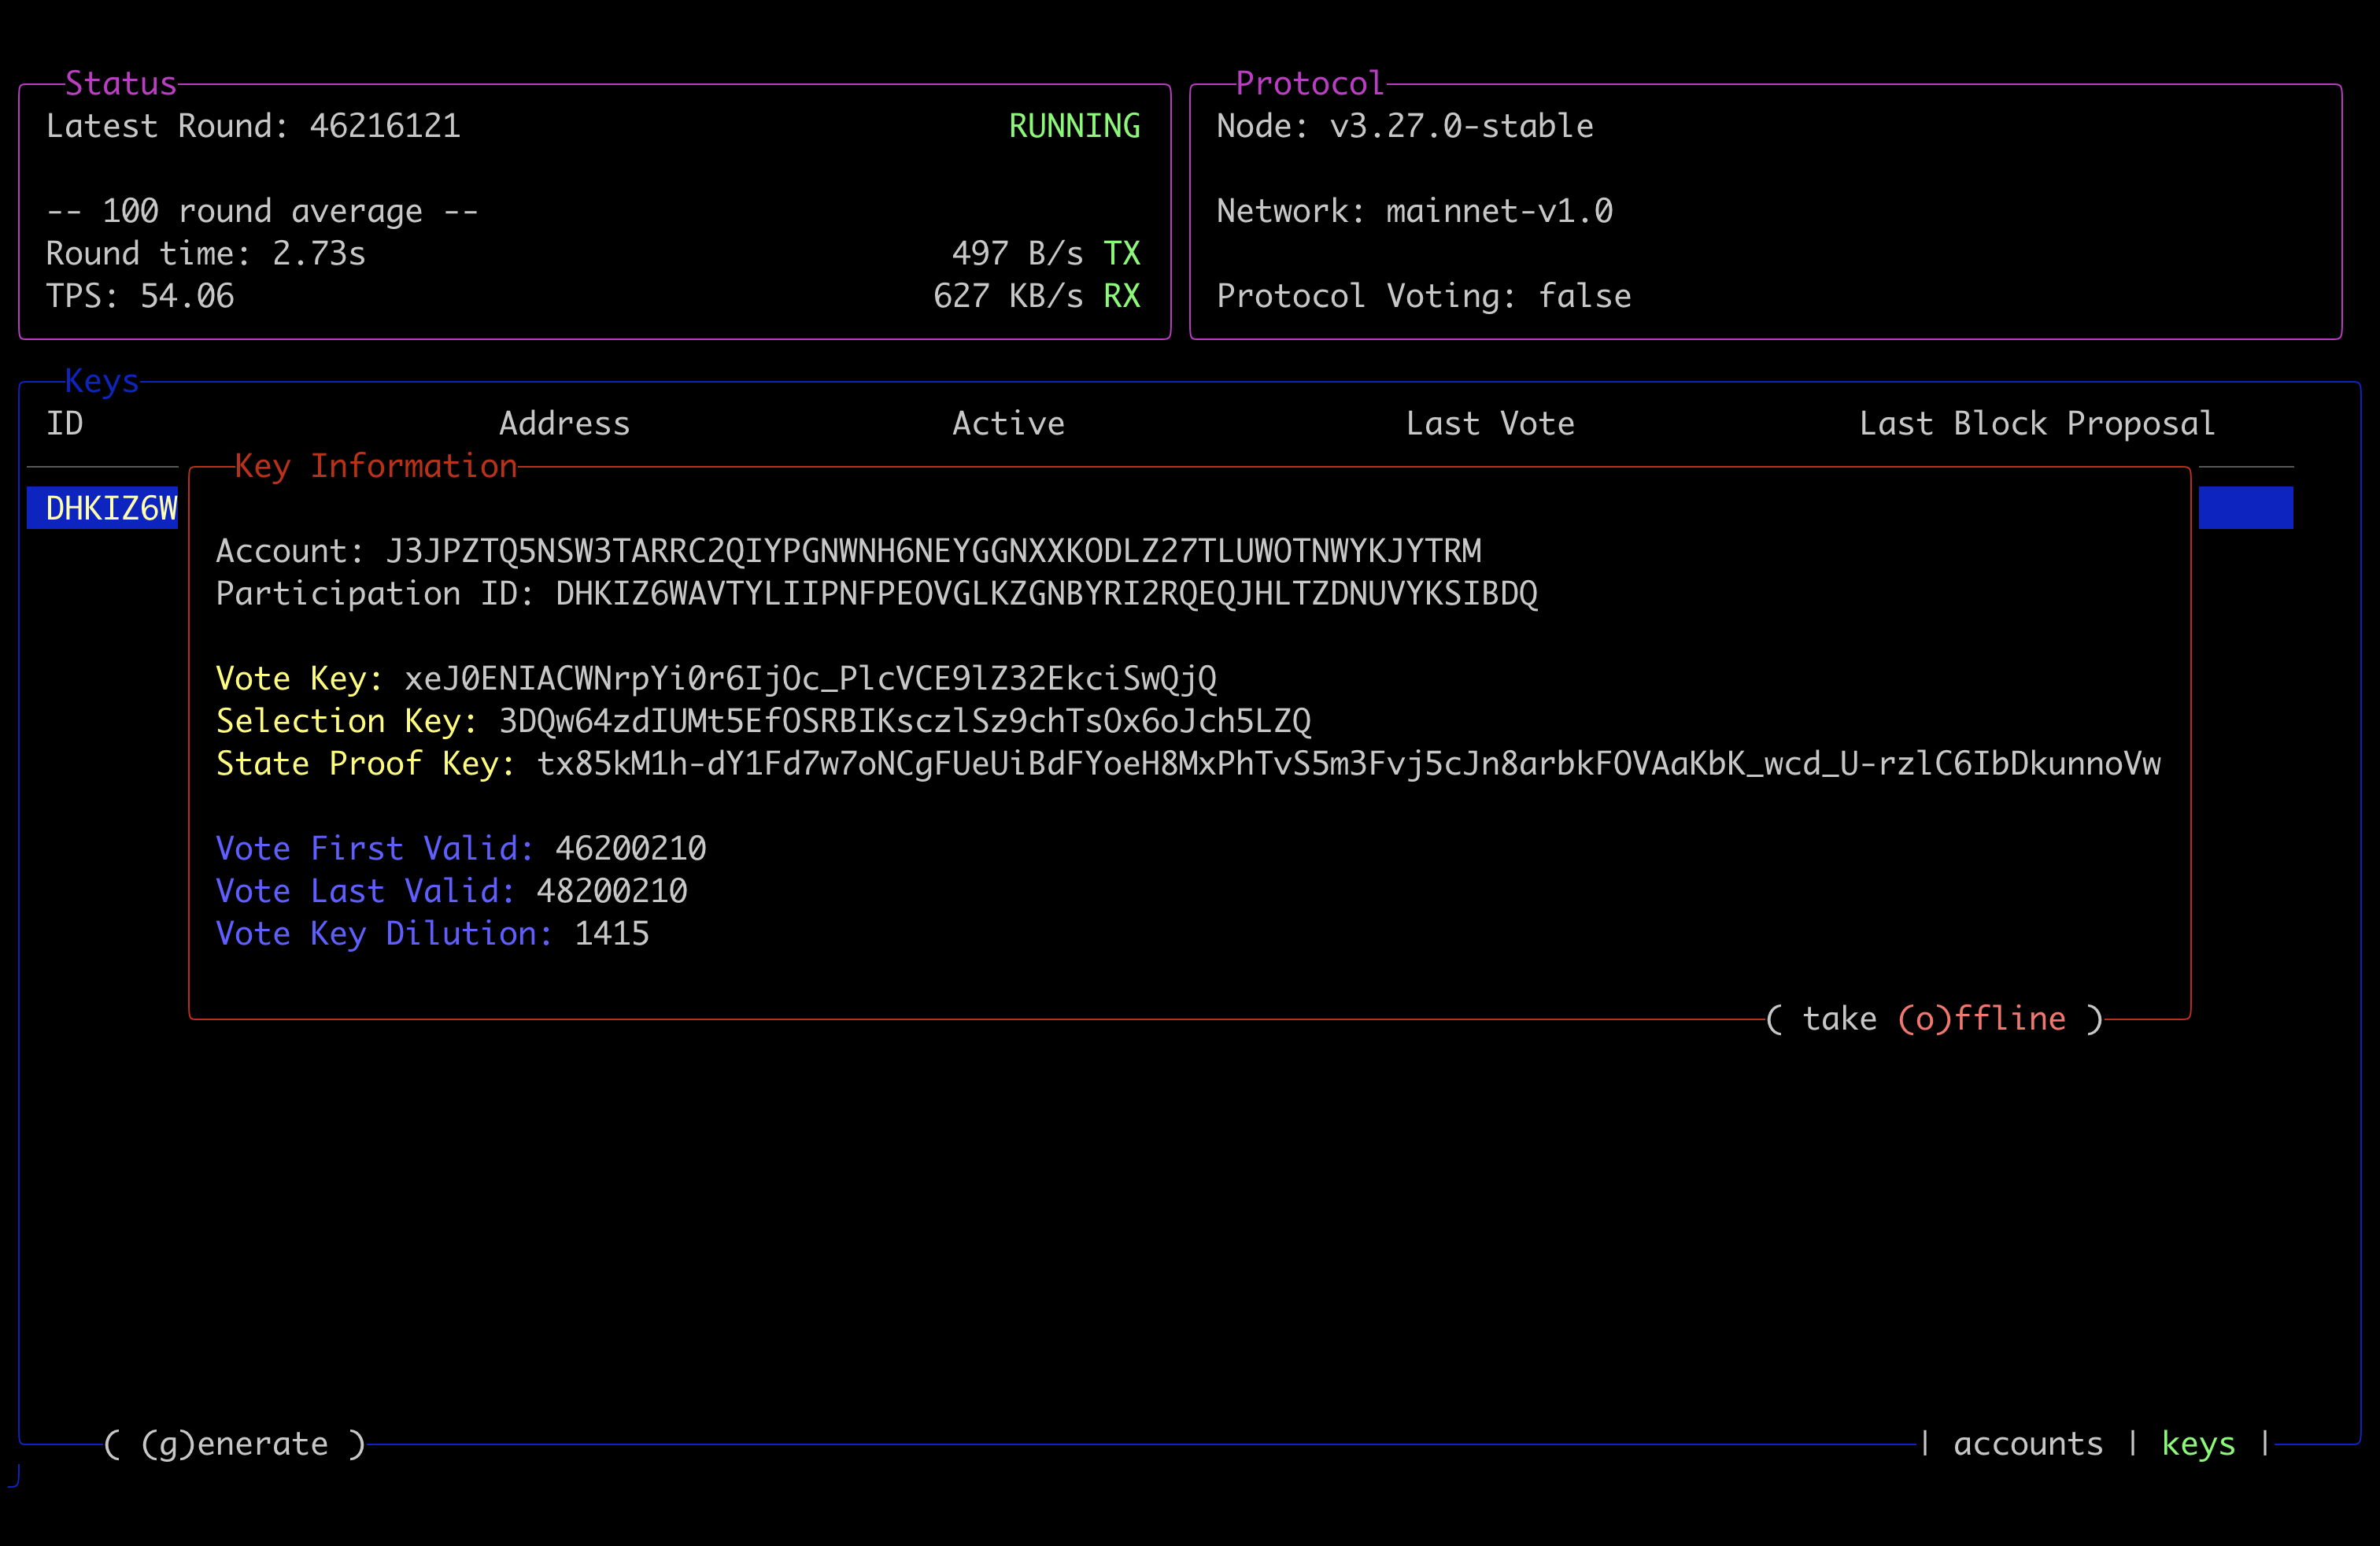 Status
Latest Round: 46216121 RUNNING
-- 100 round average --
Round time: 2.73s 497 B/s TX
TPS: 54.06 627 KB/s RX
Protocol
Node: v3.27.0-stable
Network: mainnet-v1.0
Protocol Voting: false
Keys
ID Address Active Last Vote Last Block Proposal
DHKIZ6W
Key Information
Account: J3JPZTQ5NSW3TARRC2QIYPGNWNH6NEYGGNXXKODLZ27TLUWOTNWYKJYTRM
Participation ID: DHKIZ6WAVTYLIIPNFPEOVGLKZGNBYRI2RQEQJHLTZDNUVYKSIBDQ
Vote Key: xeJ0ENIACWNrpYi0r6IjOc_PlcVCE9lZ32EkciSwQjQ
Selection Key: 3DQw64zdIUMt5EfOSRBIKsczlSz9chTsOx6oJch5LZQ
State Proof Key: tx85kM1h-dY1Fd7w7oNCgFUeUiBdFYoeH8MxPhTvS5m3Fvj5cJn8arbkFOVAaKbK_wcd_U-rzlC6IbDkunnoVw
Vote First Valid: 46200210
Vote Last Valid: 48200210
Vote Key Dilution: 1415
( take (o)ffline )
( (g)enerate )
| accounts | keys |